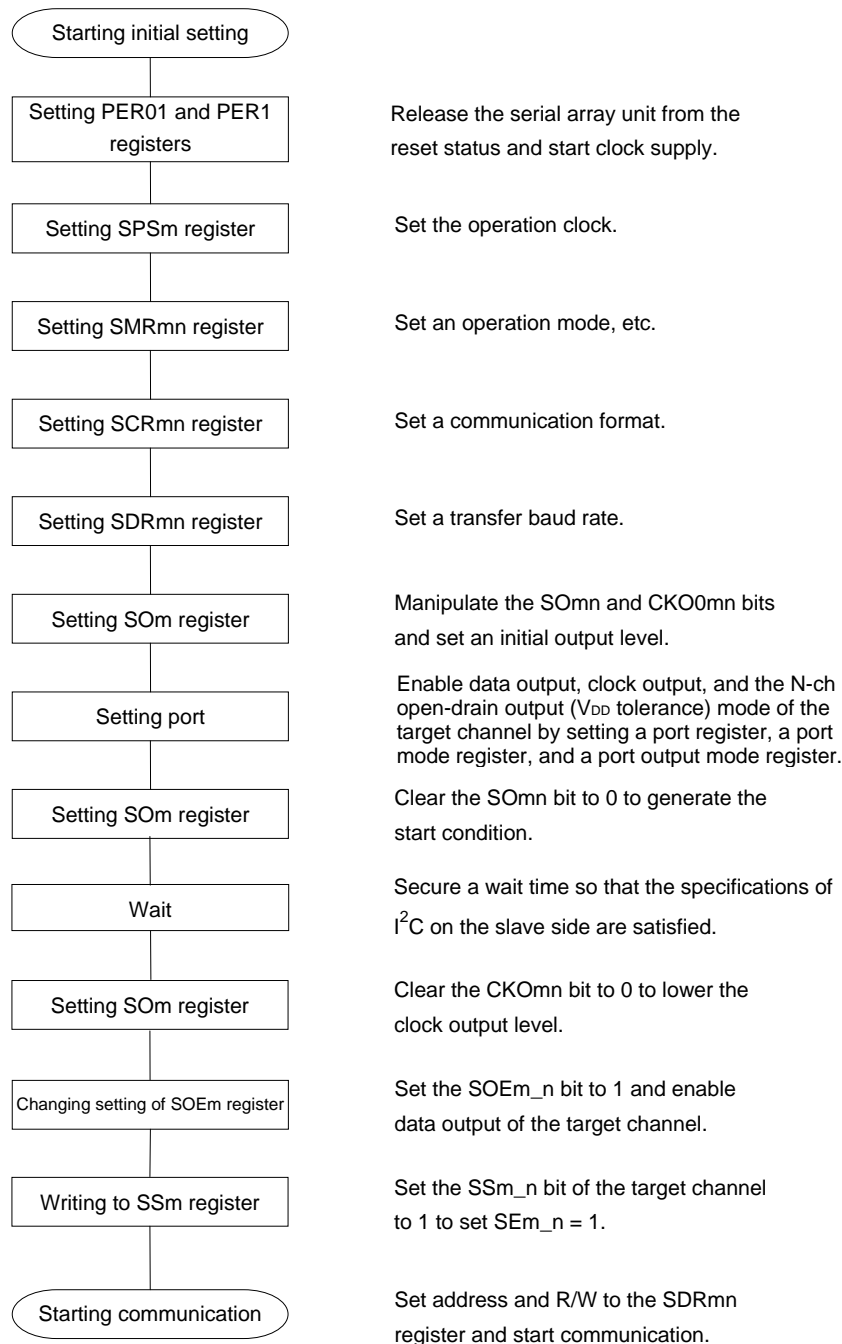 Starting initial setting
Setting PER01 and PER1
registers
Release the serial array unit from the
reset status and start clock supply.
Setting SPSm register
Set the operation clock.
Setting SMRmn register
Set an operation mode, etc.
Setting SCRmn register
Set a communication format.
Setting SDRmn register
Set a transfer baud rate.
Setting SOm register
Manipulate the SOmn and CKO0mn bits
and set an initial output level.
Setting port
Enable data output, clock output, and the N-ch
open-drain output (VDD tolerance) mode of the
target channel by setting a port register, a port
mode register, and a port output mode register.
Setting SOm register
Clear the SOmn bit to 0 to generate the
start condition.
Wait
Secure a wait time so that the specifications of
I²C on the slave side are satisfied.
Setting SOm register
Clear the CKOmn bit to 0 to lower the
clock output level.
Changing setting of SOEm register
Set the SOEm_n bit to 1 and enable
data output of the target channel.
Writing to SSm register
Set the SSm_n bit of the target channel
to 1 to set SEm_n = 1.
Starting communication
Set address and R/W to the SDRmn
register and start communication.